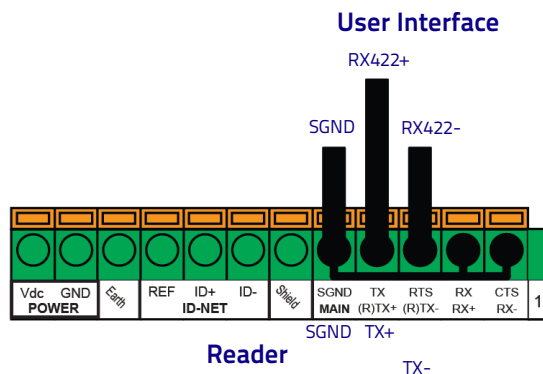 User Interface
RX422+
SGND RX422-
Vdc GND Earth REF ID+ ID- Shield SGND TX RTS RX CTS 1
POWER ID-NET MAIN (R)TX+ (R)TX- RX+ RX-
SGND TX+
Reader
TX-